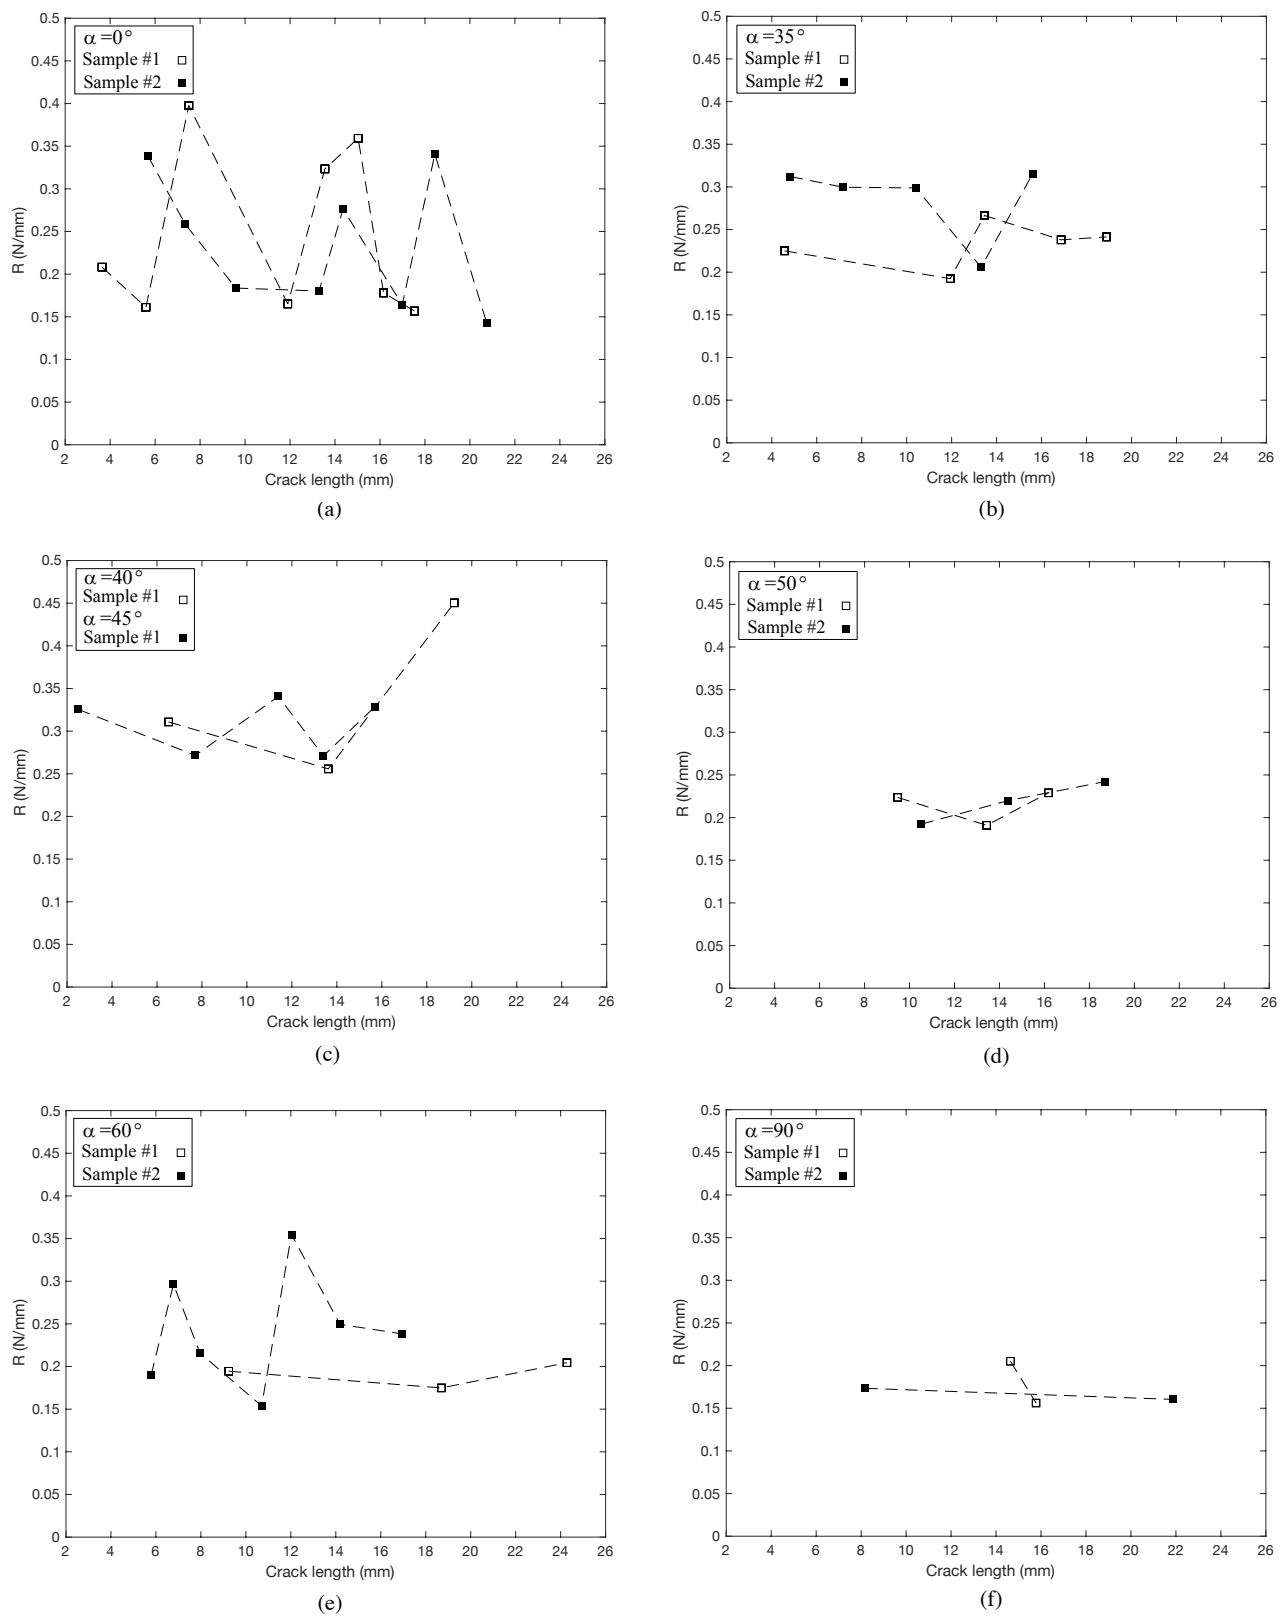 α =0°
Sample #1
Sample #2
R (N/mm)
0.5
0.45
0.4
0.35
0.3
0.25
0.2
0.15
0.1
0.05
0
2 4 6 8 10 12 14 16 18 20 22 24 26
Crack length (mm)
(a)
α =35°
Sample #1
Sample #2
R (N/mm)
0.5
0.45
0.4
0.35
0.3
0.25
0.2
0.15
0.1
0.05
0
2 4 6 8 10 12 14 16 18 20 22 24 26
Crack length (mm)
(b)
α =40°
Sample #1
α =45°
Sample #1
R (N/mm)
0.5
0.45
0.4
0.35
0.3
0.25
0.2
0.15
0.1
0.05
0
2 4 6 8 10 12 14 16 18 20 22 24 26
Crack length (mm)
(c)
α =50°
Sample #1
Sample #2
R (N/mm)
0.5
0.45
0.4
0.35
0.3
0.25
0.2
0.15
0.1
0.05
0
2 4 6 8 10 12 14 16 18 20 22 24 26
Crack length (mm)
(d)
α =60°
Sample #1
Sample #2
R (N/mm)
0.5
0.45
0.4
0.35
0.3
0.25
0.2
0.15
0.1
0.05
0
2 4 6 8 10 12 14 16 18 20 22 24 26
Crack length (mm)
(e)
α =90°
Sample #1
Sample #2
R (N/mm)
0.5
0.45
0.4
0.35
0.3
0.25
0.2
0.15
0.1
0.05
0
2 4 6 8 10 12 14 16 18 20 22 24 26
Crack length (mm)
(f)